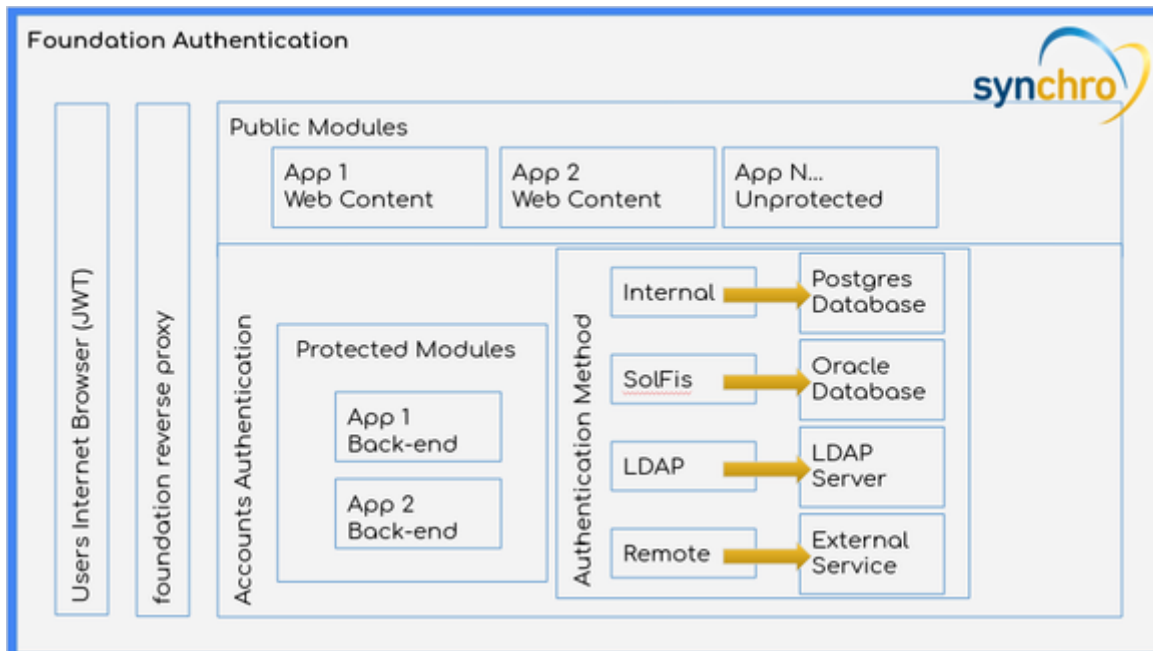 Foundation Authentication
synchro
Users Internet Browser (JWT)
foundation reverse proxy
Public Modules
App 1
Web Content
App 2
Web Content
App N...
Unprotected
Accounts Authentication
Protected Modules
App 1
Back-end
App 2
Back-end
Authentication Method
Internal
Postgres
Database
SolFis
Oracle
Database
LDAP
LDAP
Server
Remote
External
Service